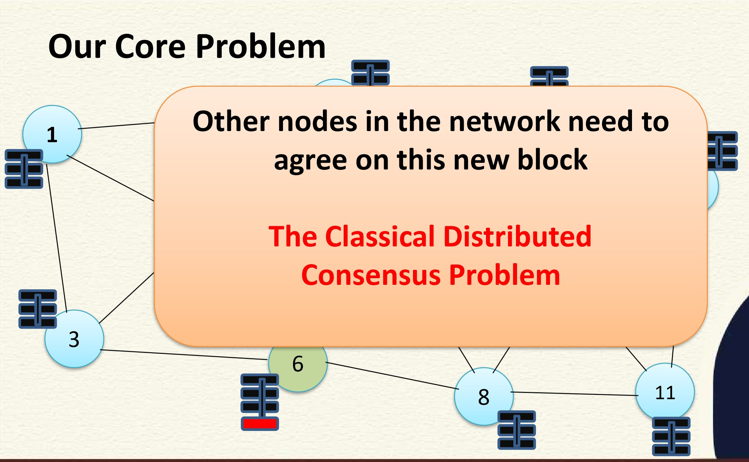 Our Core Problem
1
Other nodes in the network need to
agree on this new block
The Classical Distributed
Consensus Problem
3
6
8
11